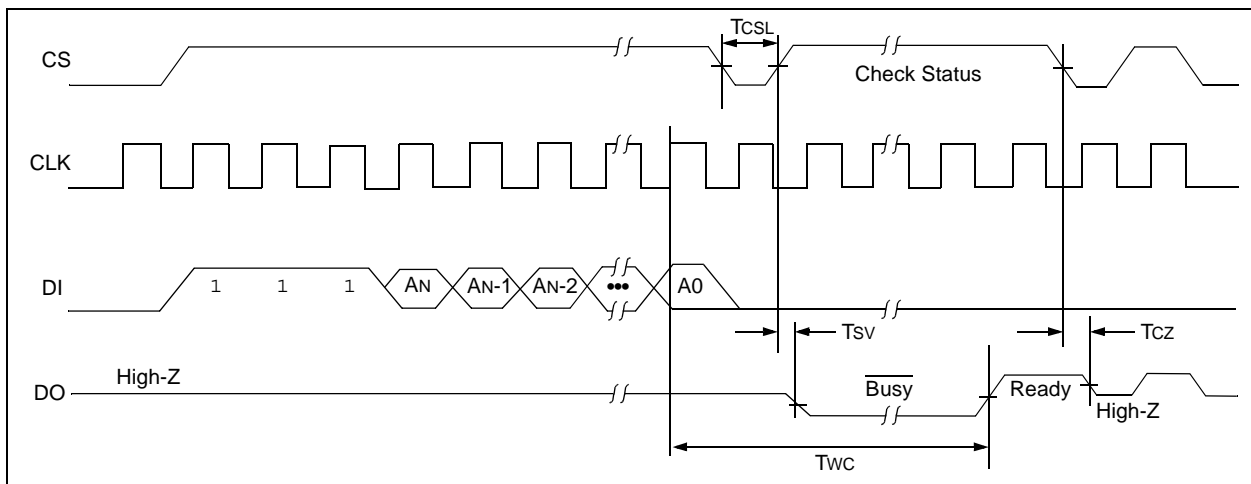 TCSL
CS
Check Status
CLK
DI 1 1 1 AN AN-1 AN-2 ••• A0
TSV TCZ
DO High-Z Busy Ready High-Z
TWC